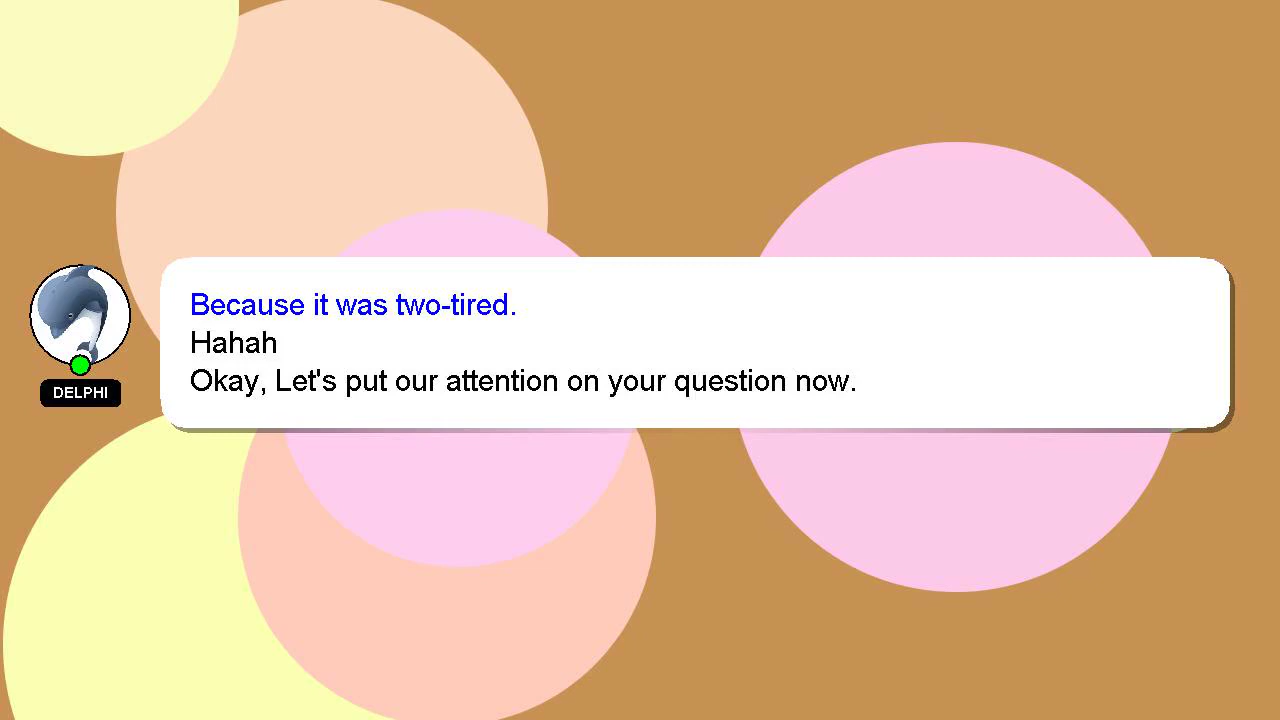 Because it was two-tired.
Hahah
Okay, Let's put our attention on your question now.
DELPHI